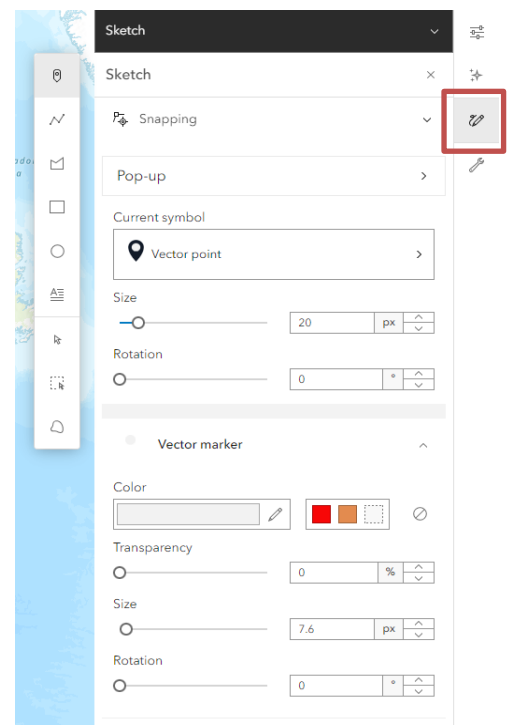 Sketch
Sketch
Snapping
Pop-up
Current symbol
Vector point
Size
20 px
Rotation
0 °
Vector marker
Color
Transparency
0 %
Size
7.6 px
Rotation
0 °